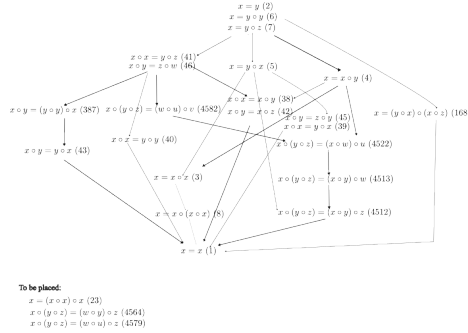 x = y (2)
x = y ∘ y (6)
x = y ∘ z (7)
x ∘ x = y ∘ z (41)
x ∘ y = z ∘ w (46)
x = y ∘ x (5)
x = x ∘ y (4)
x ∘ y = (y ∘ y) ∘ x (387)
x ∘ (y ∘ z) = (w ∘ u) ∘ v (4582)
x ∘ x = x ∘ y (38)
x ∘ y = x ∘ z (42)
x ∘ y = z ∘ y (45)
x ∘ x = y ∘ x (39)
x = (y ∘ x) ∘ (x ∘ z) (168
x ∘ y = y ∘ x (43)
x ∘ x = y ∘ y (40)
x ∘ (y ∘ z) = (x ∘ w) ∘ u (4522)
x = x ∘ x (3)
x ∘ (y ∘ z) = (x ∘ y) ∘ w (4513)
x = x ∘ (x ∘ x) (8)
x ∘ (y ∘ z) = (x ∘ y) ∘ z (4512)
x = x (1)
To be placed:
x = (x ∘ x) ∘ x (23)
x ∘ (y ∘ z) = (w ∘ y) ∘ z (4564)
x ∘ (y ∘ z) = (w ∘ u) ∘ z (4579)